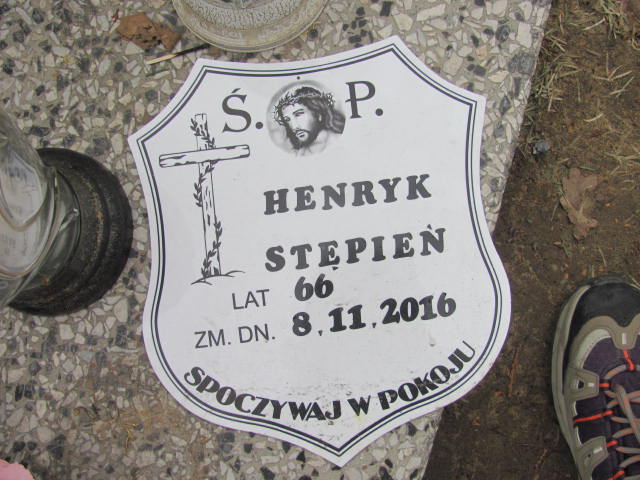 Ś. P.
HENRYK
STĘPIEŃ
LAT 66
ZM. DN. 8.11.2016
SPOCZYWAJ W POKOJU